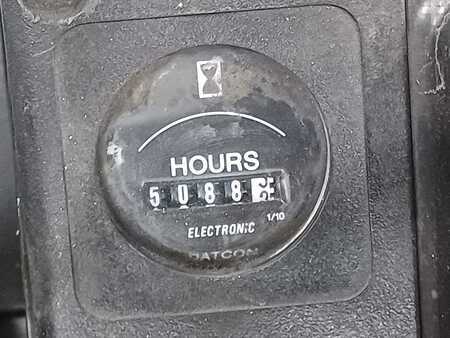 HOURS
5088
1/10
ELECTRONIC
DATCON